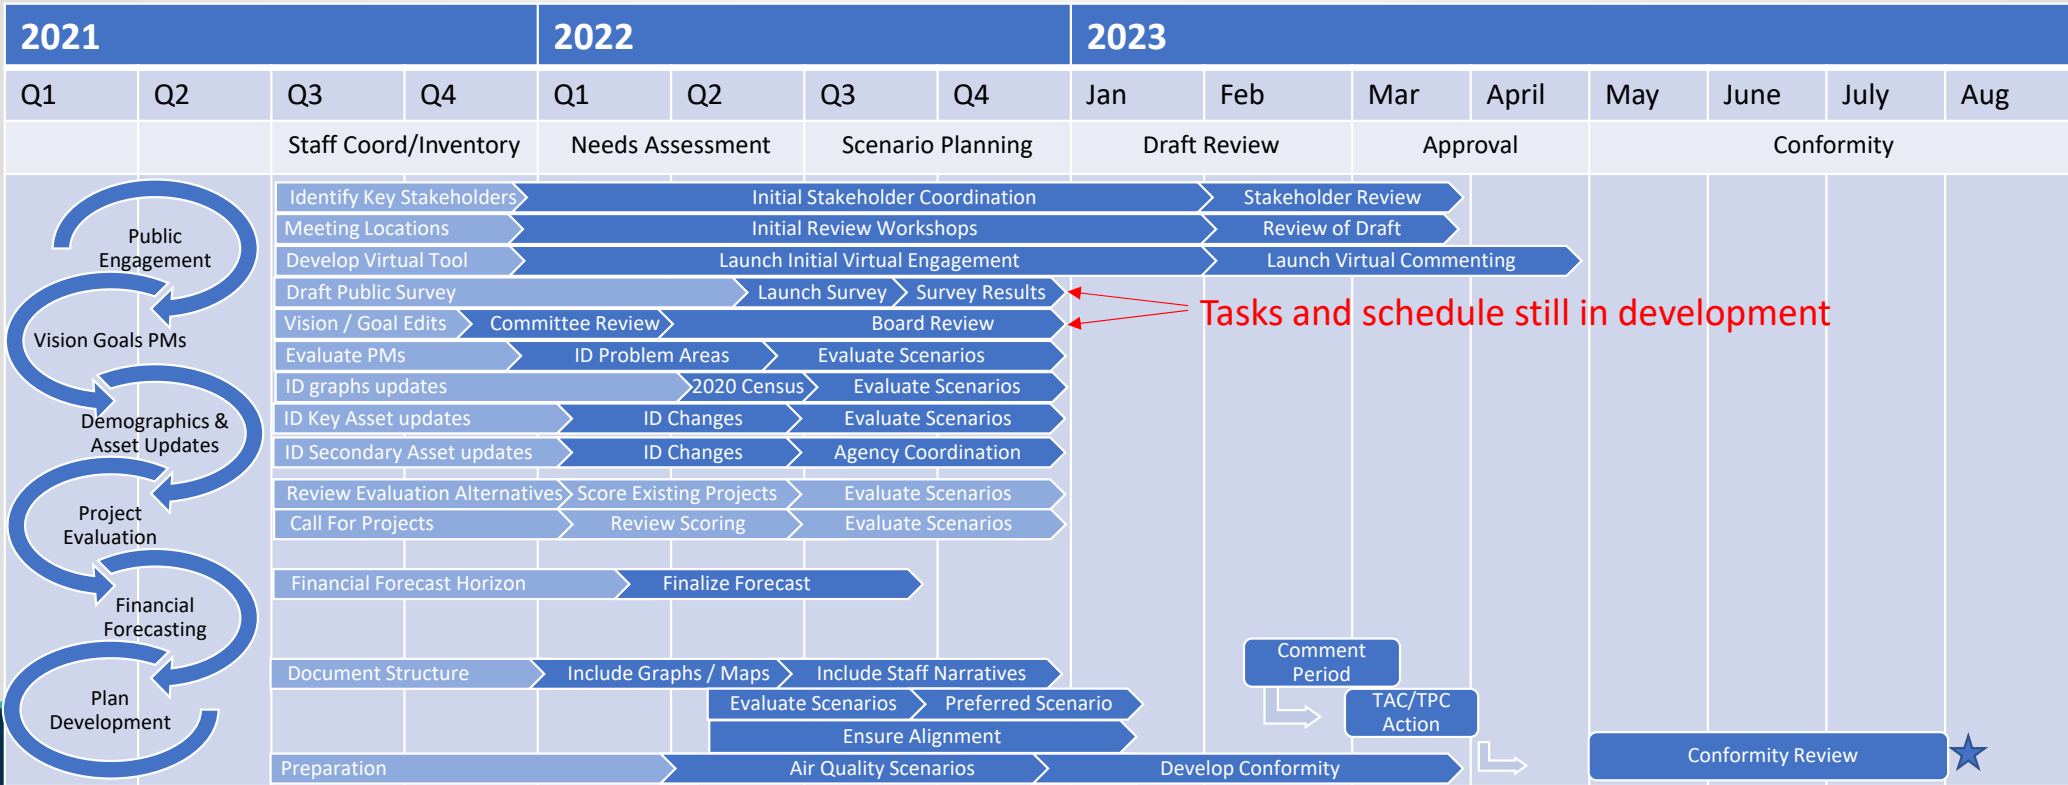 2021 2022 2023
Q1 Q2 Q3 Q4 Q1 Q2 Q3 Q4 Jan Feb Mar April May June July Aug
Staff Coord/Inventory Needs Assessment Scenario Planning Draft Review Approval Conformity
Public
Engagement
Identify Key Stakeholders Initial Stakeholder Coordination Stakeholder Review
Meeting Locations Initial Review Workshops Review of Draft
Develop Virtual Tool Launch Initial Virtual Engagement Launch Virtual Commenting
Draft Public Survey Launch Survey Survey Results
Tasks and schedule still in development
Vision Goals PMs
Vision / Goal Edits Committee Review Board Review
Evaluate PMs ID Problem Areas Evaluate Scenarios
Demographics &
Asset Updates
ID graphs updates 2020 Census Evaluate Scenarios
ID Key Asset updates ID Changes Evaluate Scenarios
ID Secondary Asset updates ID Changes Agency Coordination
Project
Evaluation
Review Evaluation Alternatives Score Existing Projects Evaluate Scenarios
Call For Projects Review Scoring Evaluate Scenarios
Financial
Forecasting
Financial Forecast Horizon Finalize Forecast
Plan
Development
Document Structure Include Graphs / Maps Include Staff Narratives
Evaluate Scenarios Preferred Scenario
Ensure Alignment
Preparation Air Quality Scenarios Develop Conformity
Comment
Period
TAC/TPC
Action
Conformity Review